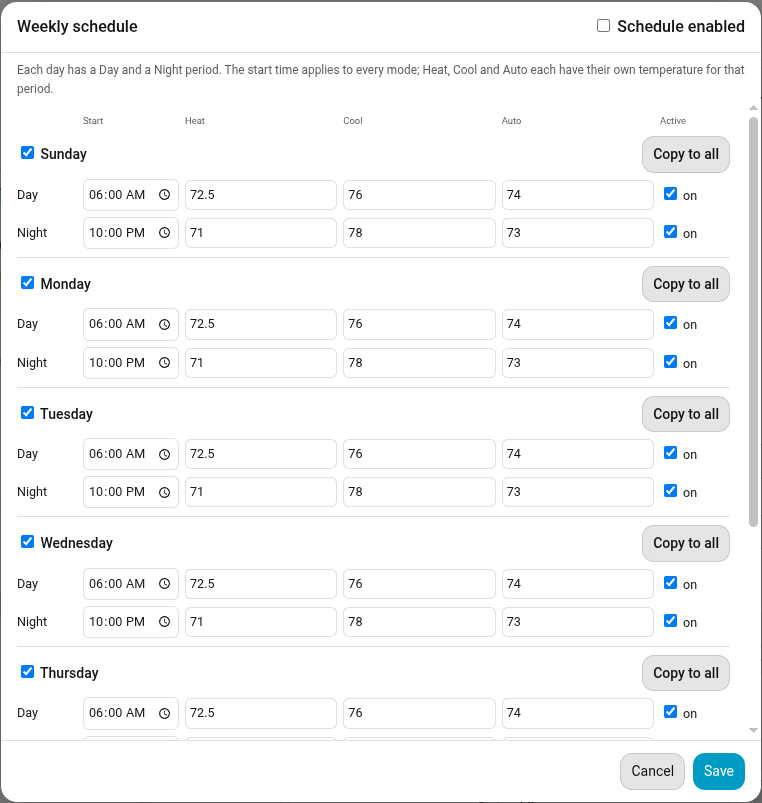 Weekly schedule Schedule enabled
Each day has a Day and a Night period. The start time applies to every mode; Heat, Cool and Auto each have their own temperature for that
period.
Start Heat Cool Auto Active
Sunday Copy to all
Day 06:00 AM 72.5 76 74 on
Night 10:00 PM 71 78 73 on
Monday Copy to all
Day 06:00 AM 72.5 76 74 on
Night 10:00 PM 71 78 73 on
Tuesday Copy to all
Day 06:00 AM 72.5 76 74 on
Night 10:00 PM 71 78 73 on
Wednesday Copy to all
Day 06:00 AM 72.5 76 74 on
Night 10:00 PM 71 78 73 on
Thursday Copy to all
Day 06:00 AM 72.5 76 74 on
Cancel Save